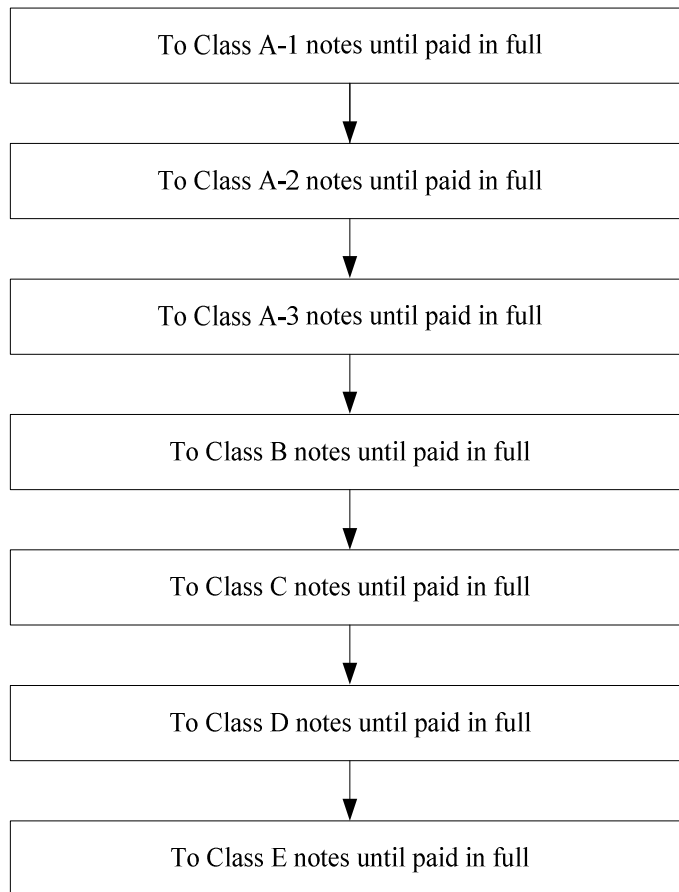 To Class A-1 notes until paid in full
To Class A-2 notes until paid in full
To Class A-3 notes until paid in full
To Class B notes until paid in full
To Class C notes until paid in full
To Class D notes until paid in full
To Class E notes until paid in full